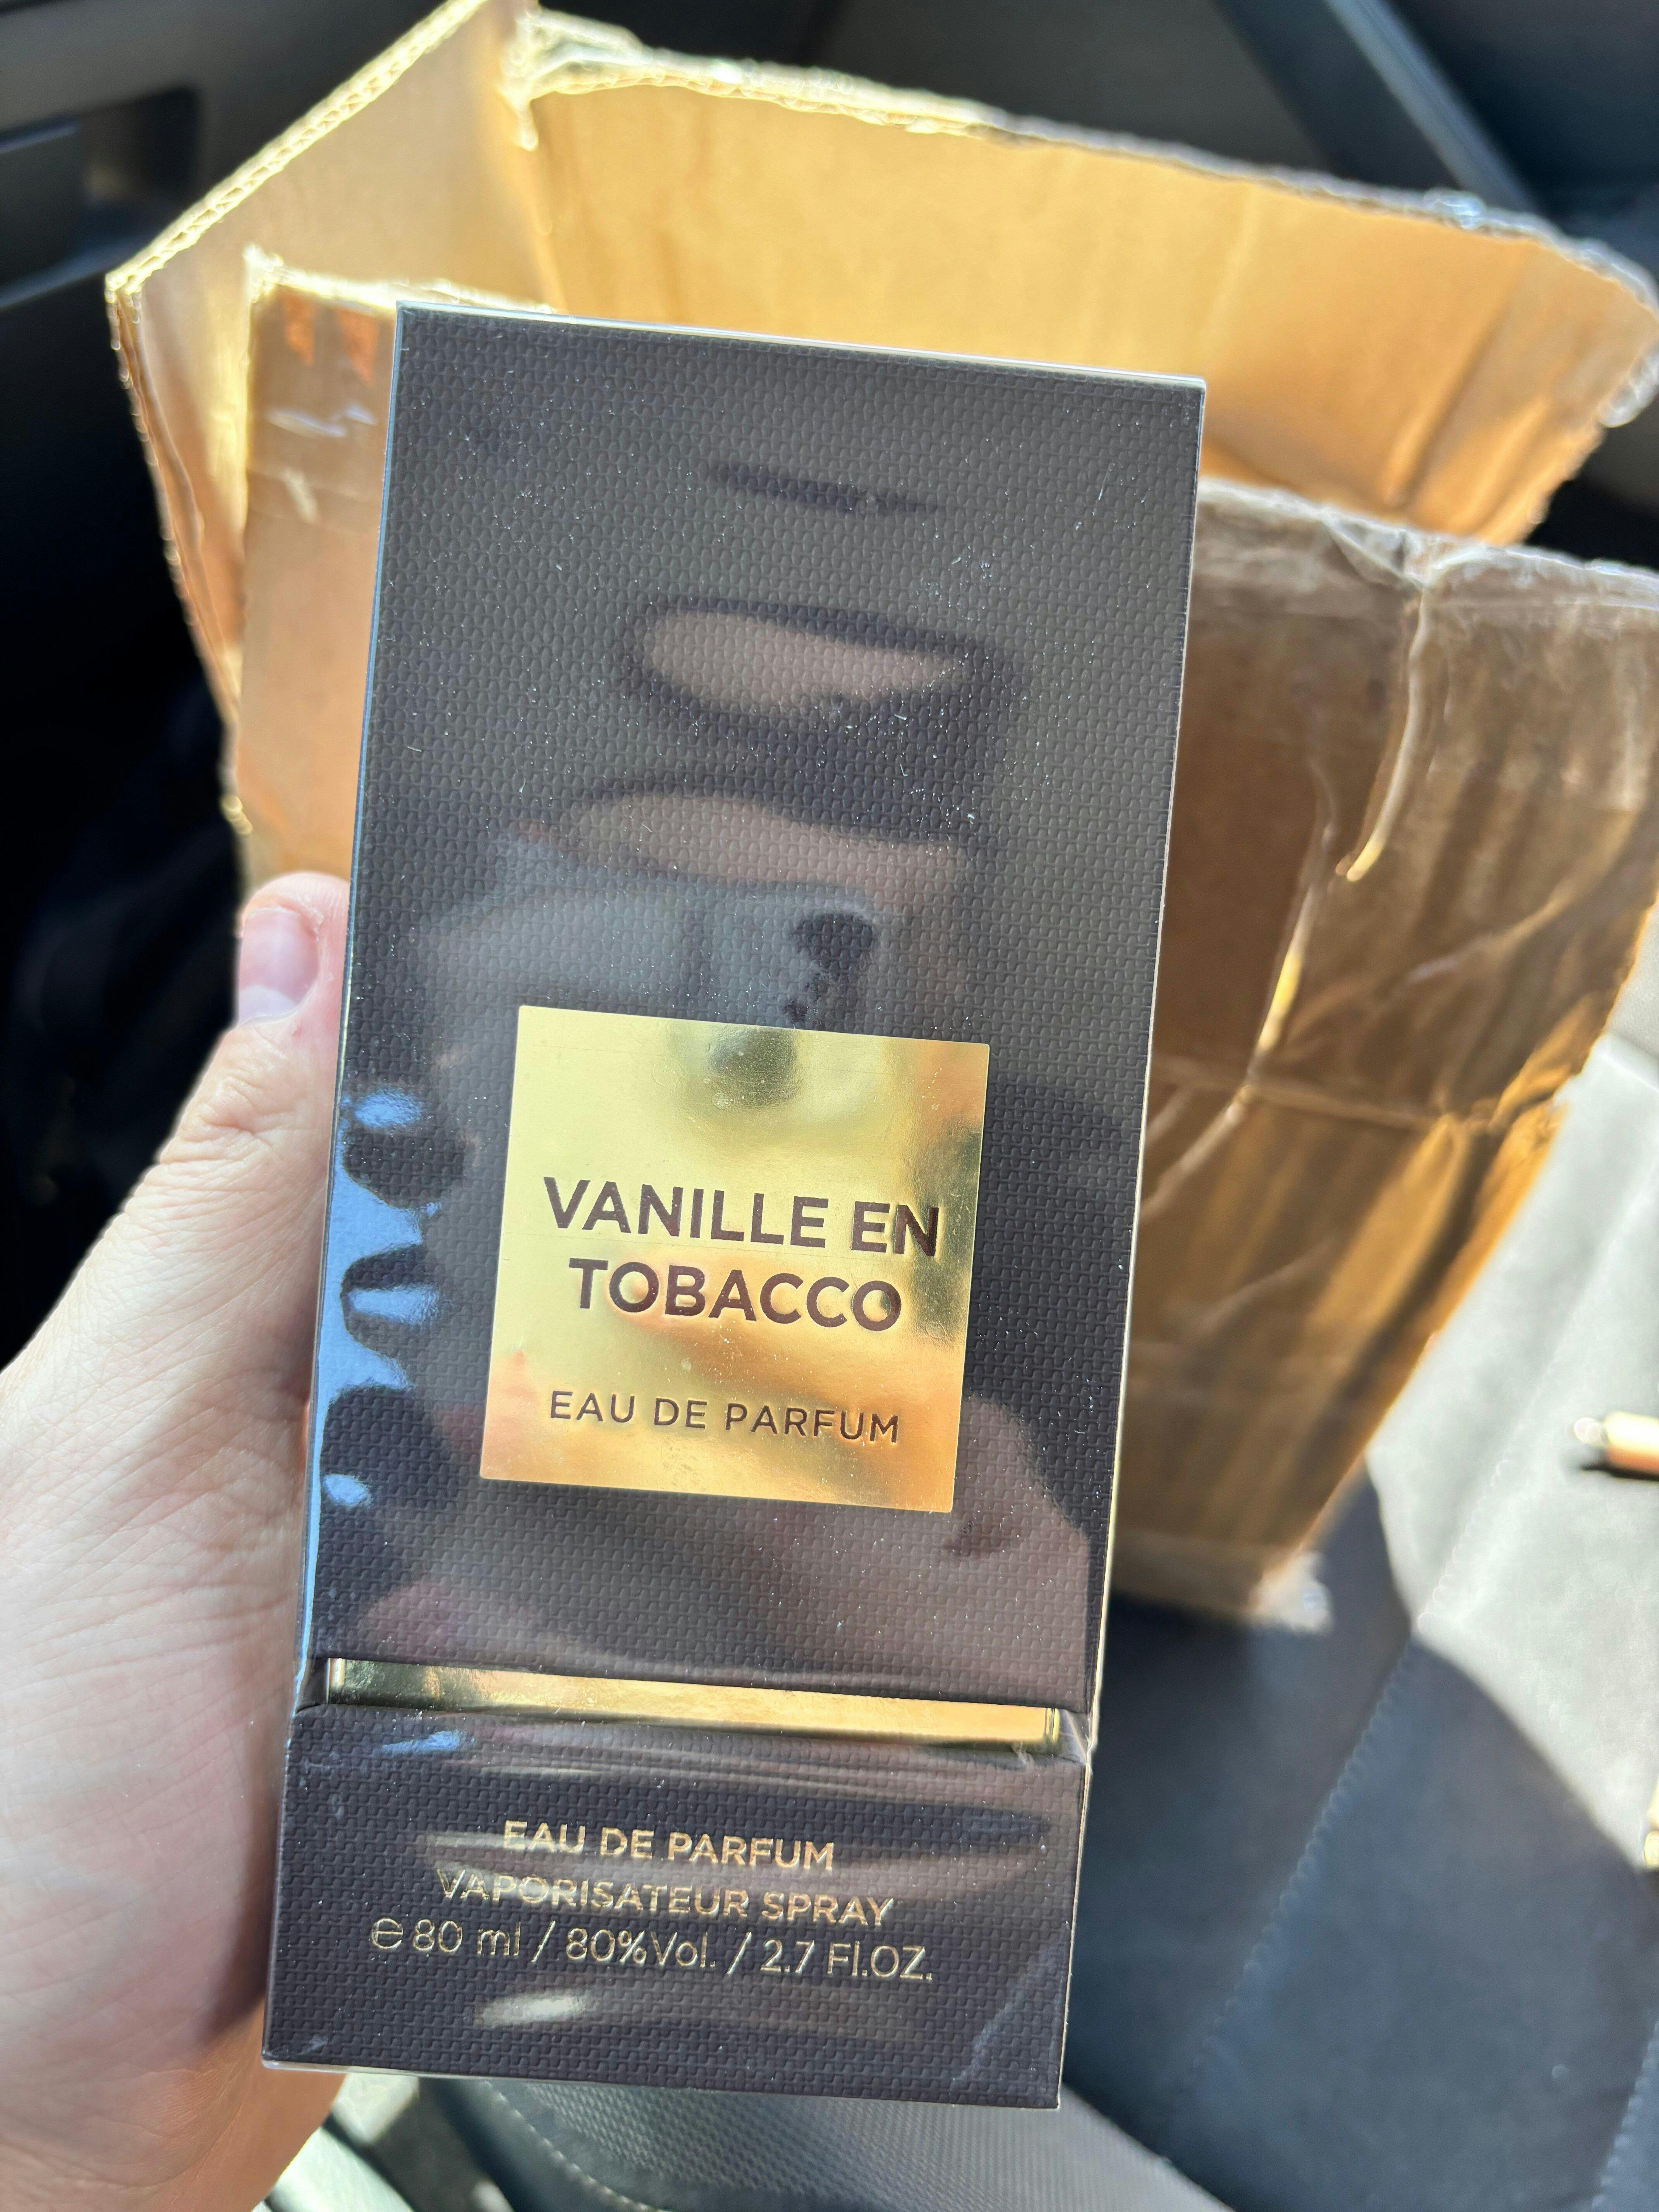 VANILLE EN
TOBACCO
EAU DE PARFUM
EAU DE PARFUM
VAPORISATEUR SPRAY
℮ 80 ml / 80%Vol. / 2.7 Fl.OZ.